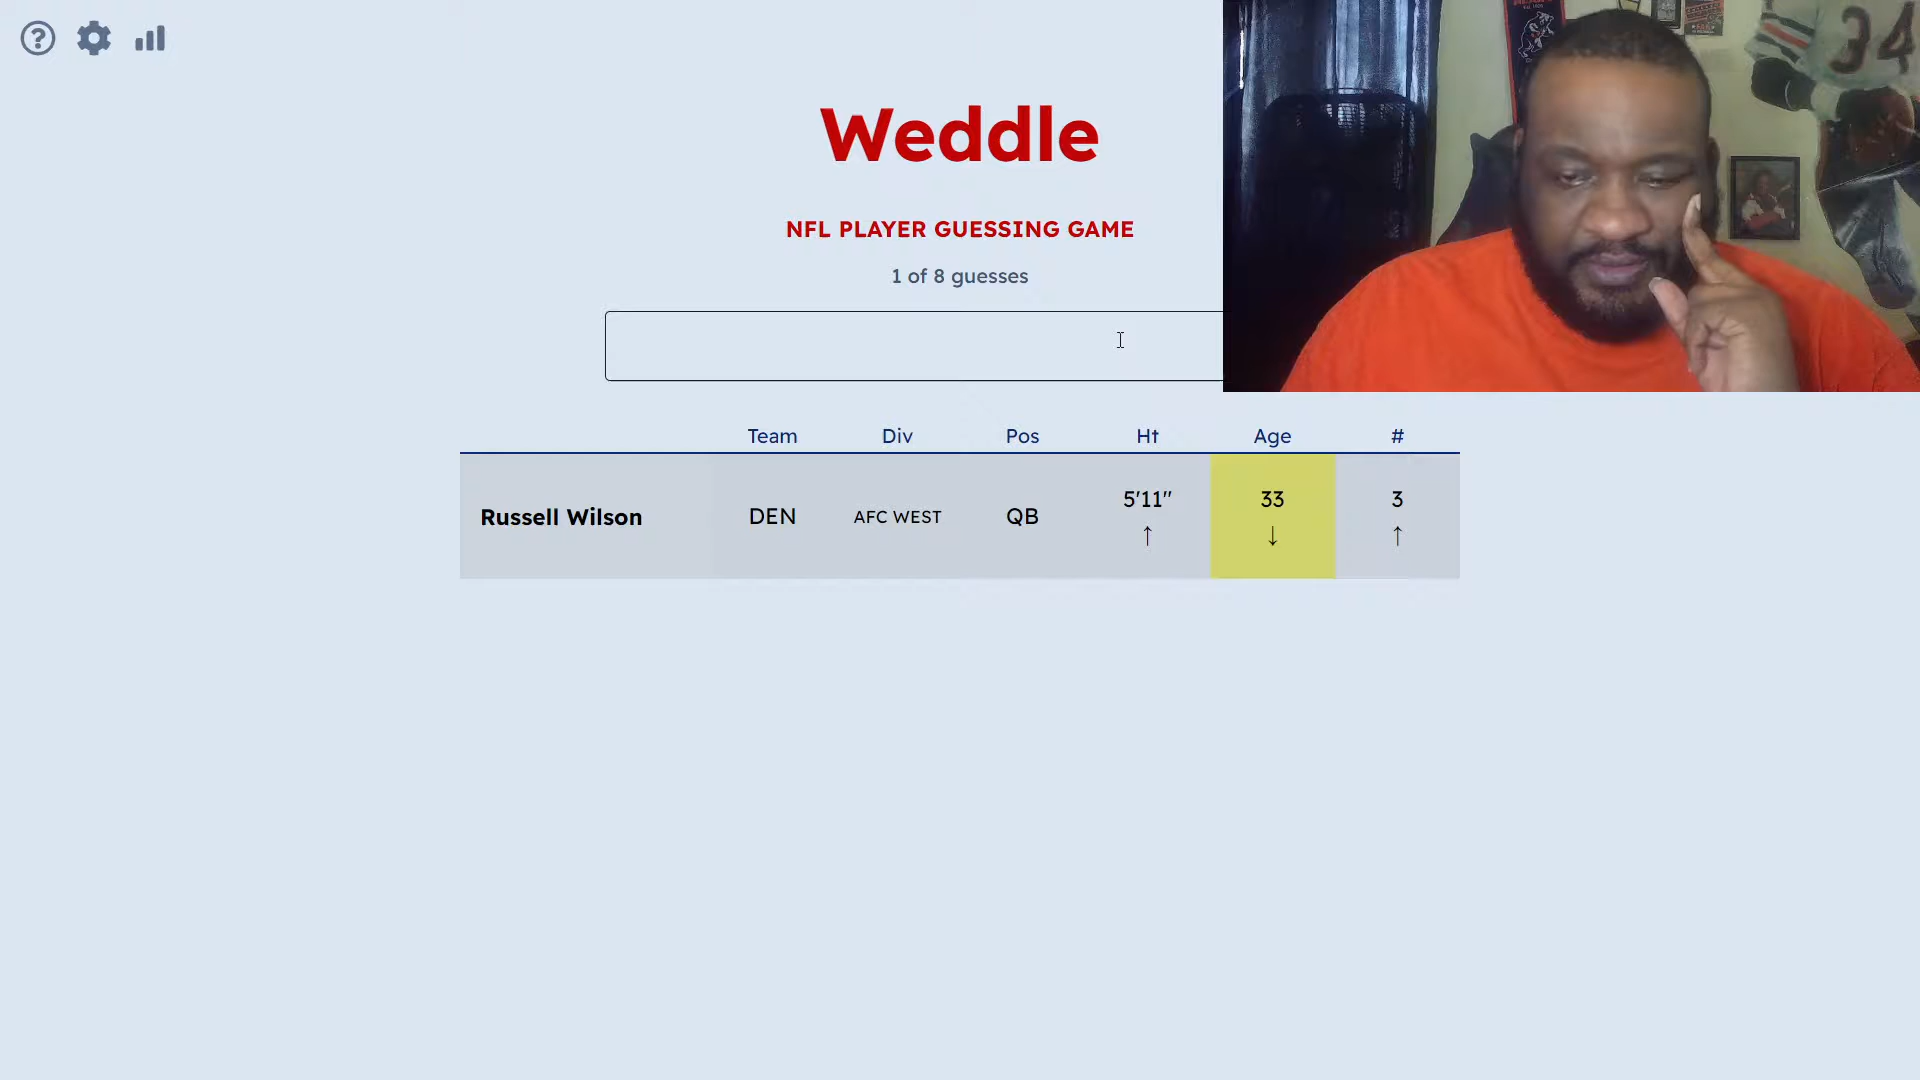 Weddle
NFL PLAYER GUESSING GAME
1 of 8 guesses
Team Div Pos Ht Age #
Russell Wilson DEN AFC WEST QB 5'11" ↑ 33 ↓ 3 ↑
34